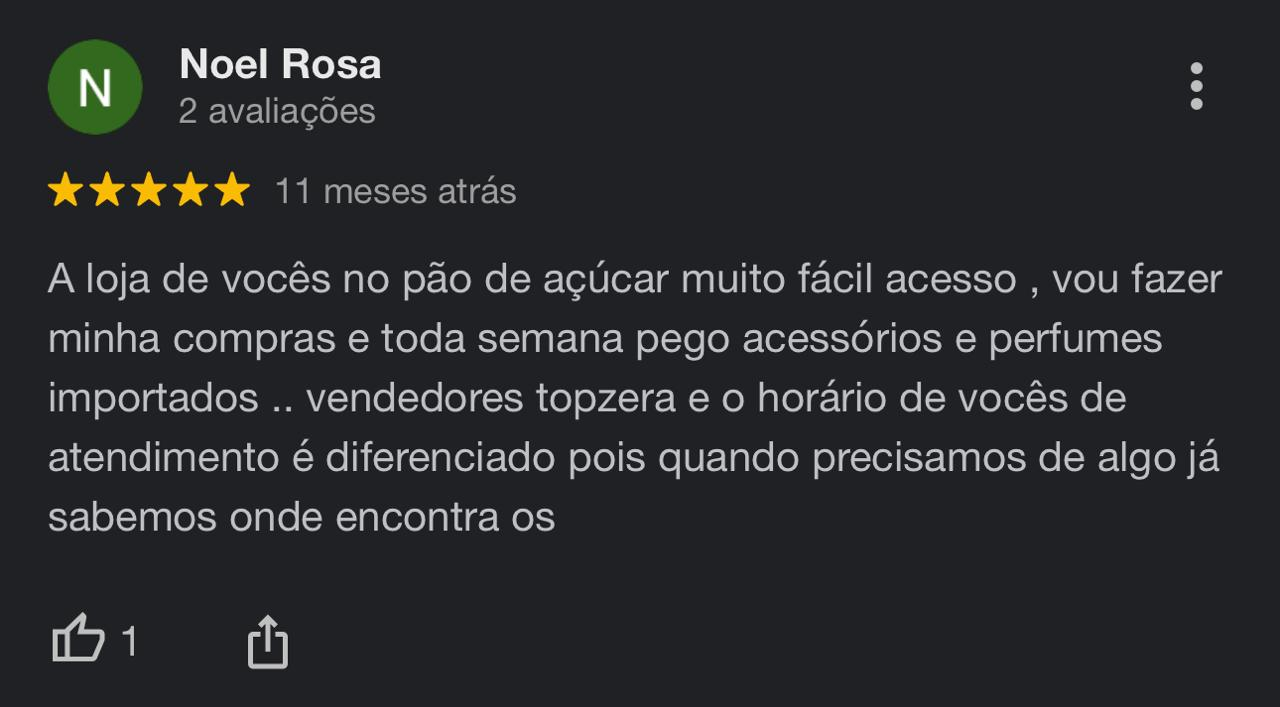 N
Noel Rosa
2 avaliações
11 meses atrás
A loja de vocês no pão de açúcar muito fácil acesso , vou fazer
minha compras e toda semana pego acessórios e perfumes
importados .. vendedores topzera e o horário de vocês de
atendimento é diferenciado pois quando precisamos de algo já
sabemos onde encontra os
1